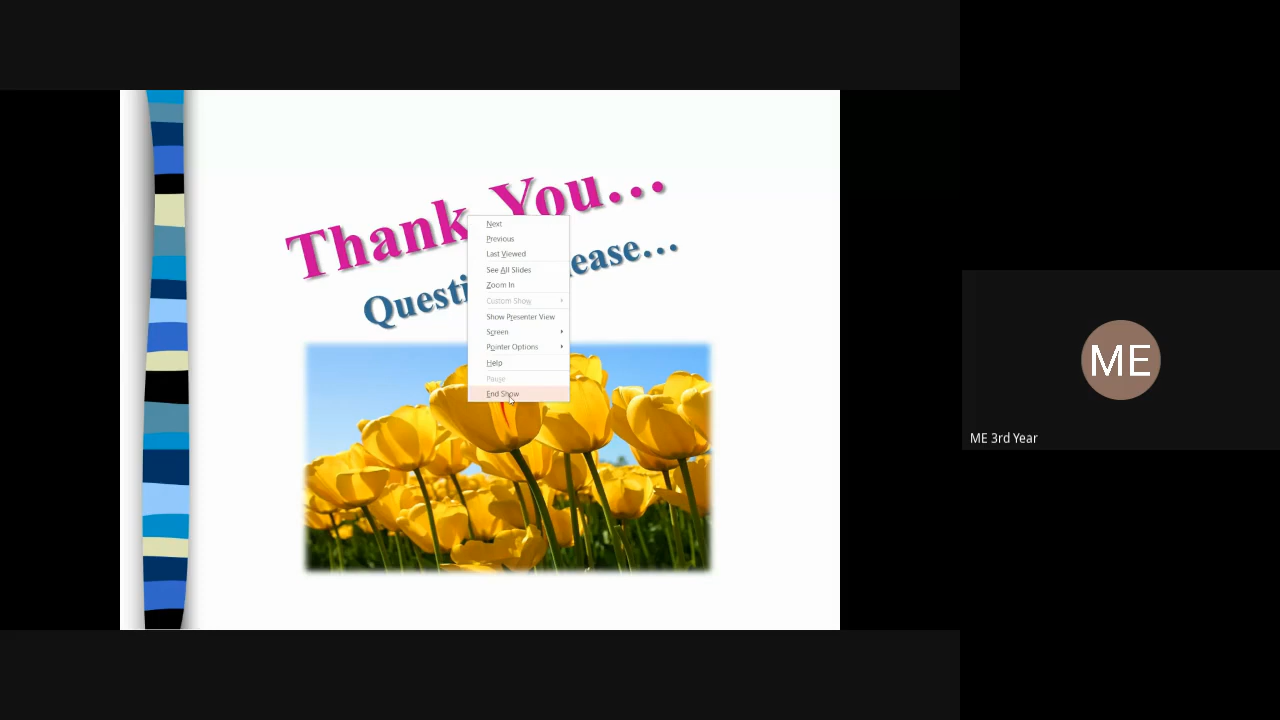 Thank You...
Questi ease...
Next
Previous
Last Viewed
See All Slides
Zoom In
Custom Show
Show Presenter View
Screen
Pointer Options
Help
Pause
End Show
ME
ME 3rd Year